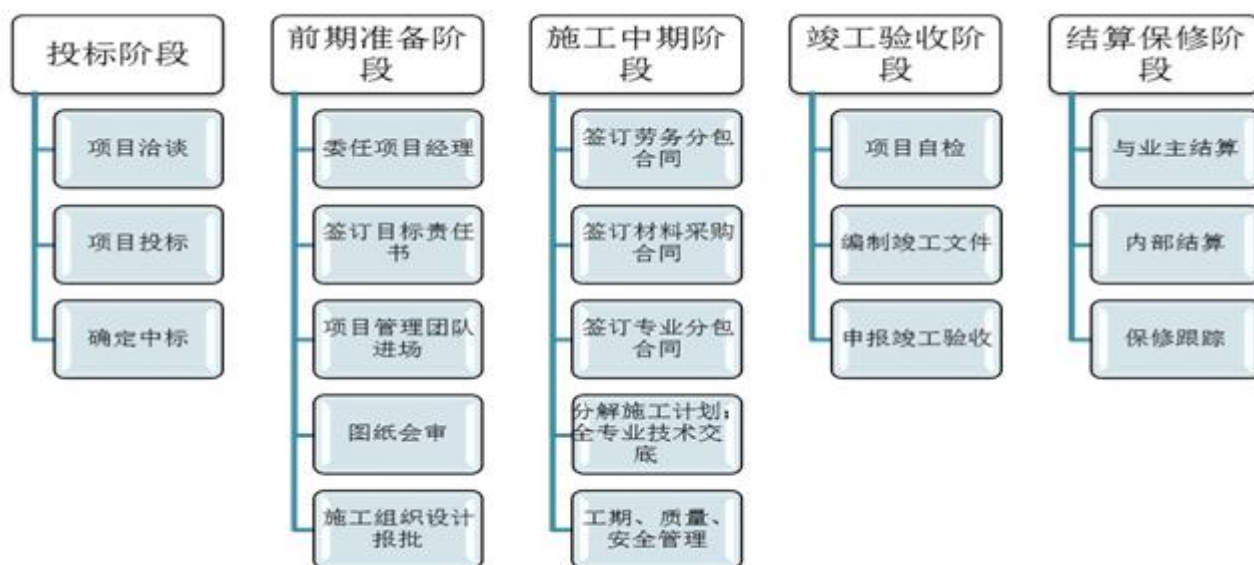 投标阶段
项目洽谈
项目投标
确定中标
前期准备阶
段
委任项目经理
签订目标责任
书
项目管理团队
进场
图纸会审
施工组织设计
报批
施工中期阶
段
签订劳务分包
合同
签订材料采购
合同
签订专业分包
合同
分解施工计划；
全专业技术交
底
工期、质量、
安全管理
竣工验收阶
段
项目自检
编制竣工文件
申报竣工验收
结算保修阶
段
与业主结算
内部结算
保修跟踪